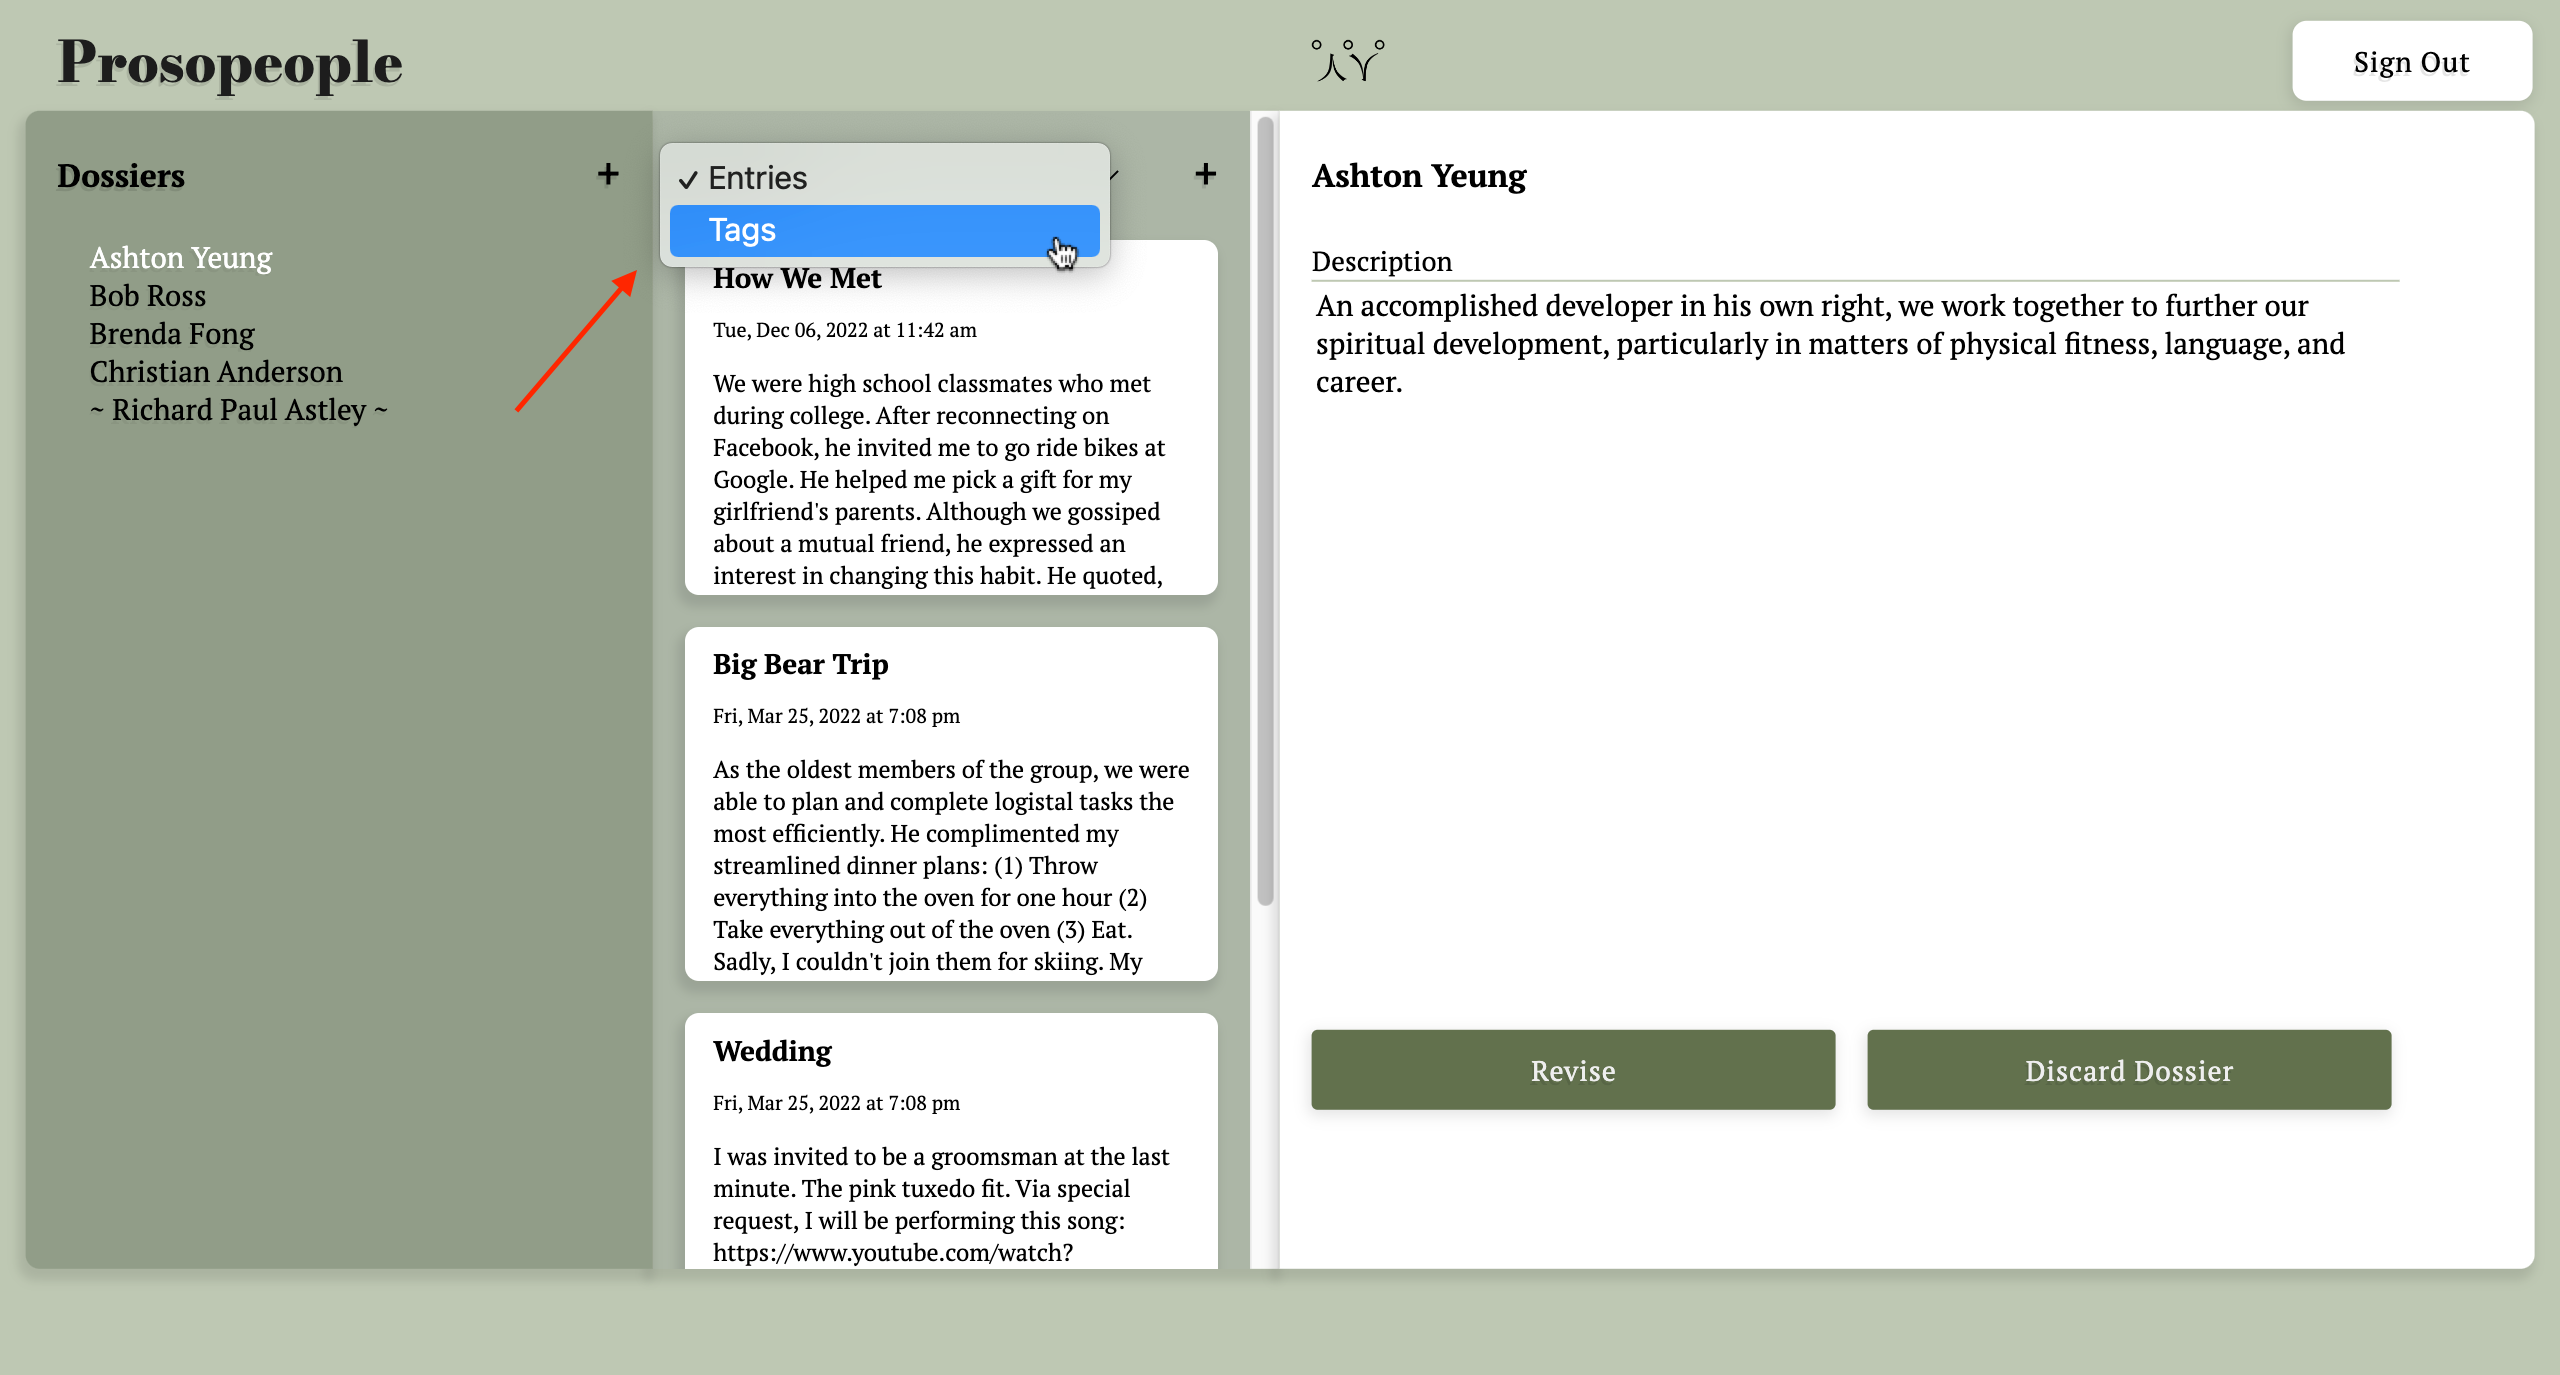 Prosopeople
Sign Out
Dossiers
+
Ashton Yeung
Bob Ross
Brenda Fong
Christian Anderson
~ Richard Paul Astley ~
✓ Entries
Tags
+
How We Met
Tue, Dec 06, 2022 at 11:42 am
We were high school classmates who met
during college. After reconnecting on
Facebook, he invited me to go ride bikes at
Google. He helped me pick a gift for my
girlfriend's parents. Although we gossiped
about a mutual friend, he expressed an
interest in changing this habit. He quoted,
Big Bear Trip
Fri, Mar 25, 2022 at 7:08 pm
As the oldest members of the group, we were
able to plan and complete logistal tasks the
most efficiently. He complimented my
streamlined dinner plans: (1) Throw
everything into the oven for one hour (2)
Take everything out of the oven (3) Eat.
Sadly, I couldn't join them for skiing. My
Wedding
Fri, Mar 25, 2022 at 7:08 pm
I was invited to be a groomsman at the last
minute. The pink tuxedo fit. Via special
request, I will be performing this song:
https://www.youtube.com/watch?
Ashton Yeung
Description
An accomplished developer in his own right, we work together to further our
spiritual development, particularly in matters of physical fitness, language, and
career.
Revise
Discard Dossier